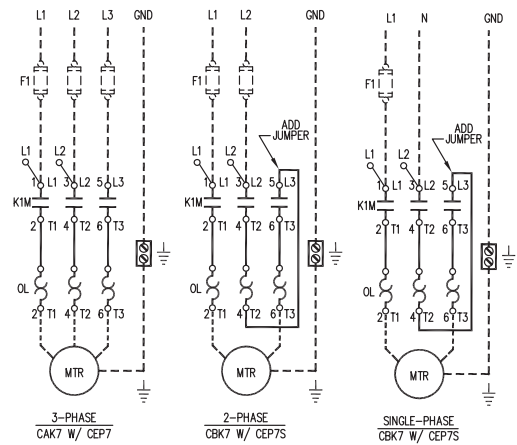 L1 L2 L3 GND
F1
L1 L2
1 L1 3 L2 5 L3
K1M
2 T1 4 T2 6 T3
OL
2 T1 4 T2 6 T3
MTR
3-PHASE
CAK7 W/ CEP7
L1 L2 GND
F1
ADD
JUMPER
L1 L2
1 L1 3 L2 5 L3
K1M
2 T1 4 T2 6 T3
OL
2 T1 4 T2 6 T3
MTR
2-PHASE
CBK7 W/ CEP7S
L1 N GND
F1
ADD
JUMPER
L1 L2
1 L1 3 L2 5 L3
K1M
2 T1 4 T2 6 T3
OL
2 T1 4 T2 6 T3
MTR
SINGLE-PHASE
CBK7 W/ CEP7S